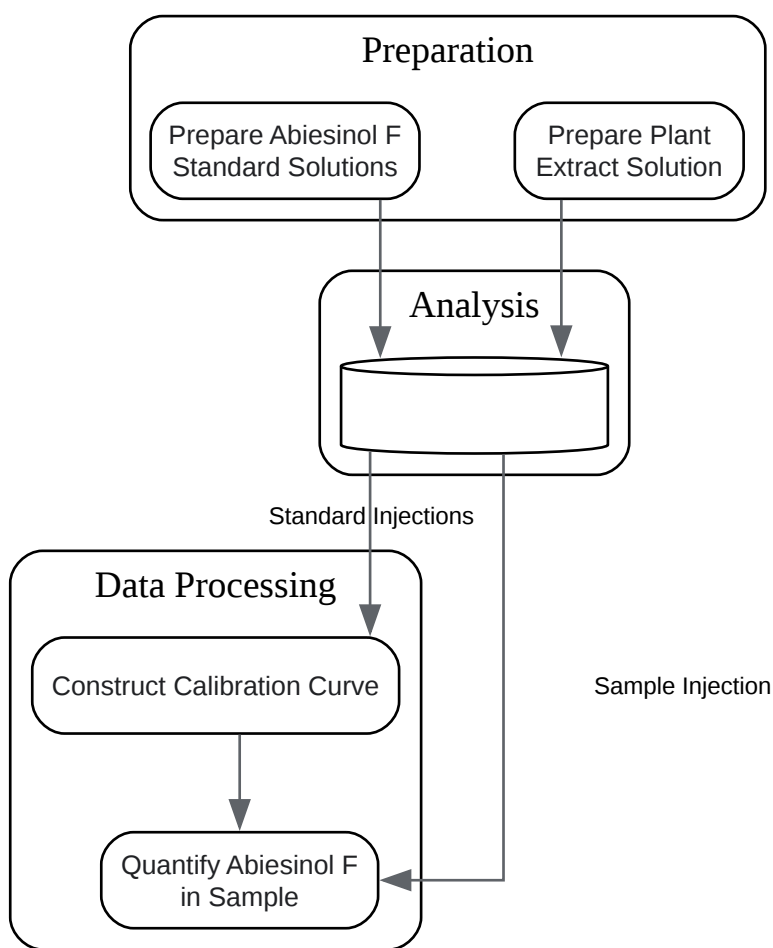 Preparation
Prepare Abiesinol F
Standard Solutions
Prepare Plant
Extract Solution
Analysis
Standard Injections
Data Processing
Construct Calibration Curve
Sample Injection
Quantify Abiesinol F
in Sample